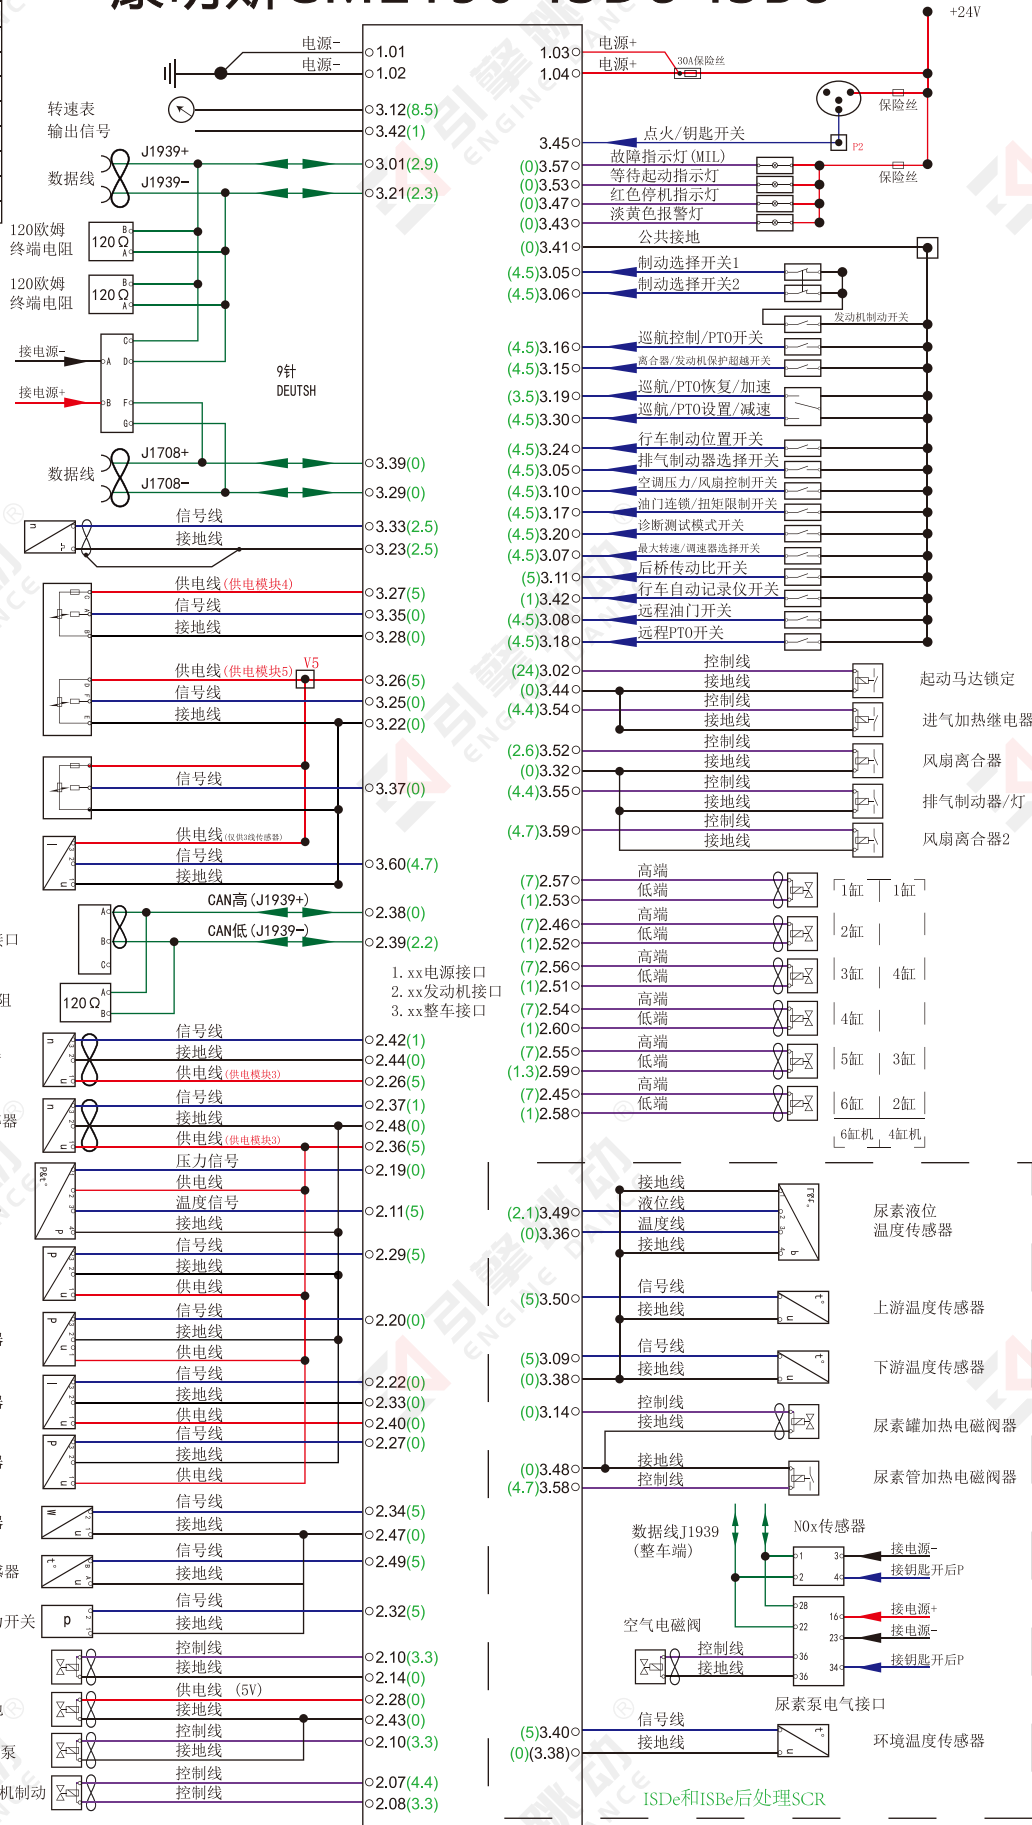 康明斯CM2150 ISDe ISBe
电源-
1.01
电源-
1.02
转速表
3.12(8.5)
输出信号
3.42(1)
J1939+
3.01(2.9)
数据线
J1939-
3.21(2.3)
120欧姆
终端电阻
120Ω
B
A
120欧姆
终端电阻
120Ω
B
A
接电源-
A
C
D
接电源+
B
F
G
9针
DEUTSH
J1708+
3.39(0)
数据线
J1708-
3.29(0)
信号线
3.33(2.5)
接地线
3.23(2.5)
供电线(供电模块4)
3.27(5)
信号线
3.35(0)
接地线
3.28(0)
V5
供电线(供电模块5)
3.26(5)
信号线
3.25(0)
接地线
3.22(0)
信号线
3.37(0)
供电线(仅供3线传感器)
信号线
3.60(4.7)
接地线
CAN高(J1939+)
2.38(0)
CAN低(J1939-)
2.39(2.2)
A
B
C
接口
1. xx电源接口
2. xx发动机接口
3. xx整车接口
阻
120Ω
A
B
信号线
2.42(1)
接地线
2.44(0)
供电线(供电模块3)
2.26(5)
信号线
2.37(1)
接地线
2.48(0)
供电线(供电模块3)
2.36(5)
器
压力信号
2.19(0)
供电线
温度信号
2.11(5)
接地线
信号线
2.29(5)
接地线
供电线
信号线
2.20(0)
接地线
供电线
信号线
2.22(0)
接地线
2.33(0)
供电线
2.40(0)
信号线
2.27(0)
接地线
供电线
信号线
2.34(5)
接地线
2.47(0)
信号线
2.49(5)
接地线
感器
信号线
2.32(5)
接地线
力开关
控制线
2.10(3.3)
接地线
2.14(0)
供电线 (5V)
2.28(0)
接地线
2.43(0)
控制线
2.10(3.3)
接地线
泵
控制线
2.07(4.4)
控制线
2.08(3.3)
机制动
+24V
1.03
电源+
30A保险丝
1.04
电源+
保险丝
3.45
点火/钥匙开关
P2
(0)3.57
故障指示灯(MIL)
保险丝
(0)3.53
等待起动指示灯
(0)3.47
红色停机指示灯
(0)3.43
淡黄色报警灯
(0)3.41
公共接地
(4.5)3.05
制动选择开关1
(4.5)3.06
制动选择开关2
发动机制动开关
(4.5)3.16
巡航控制/PTO开关
(4.5)3.15
离合器/发动机保护超越开关
(3.5)3.19
巡航/PTO恢复/加速
(4.5)3.30
巡航/PTO设置/减速
(4.5)3.24
行车制动位置开关
(4.5)3.05
排气制动器选择开关
(4.5)3.10
空调压力/风扇控制开关
(4.5)3.17
油门连锁/扭矩限制开关
(4.5)3.20
诊断测试模式开关
(4.5)3.07
最大转速/调速器选择开关
(5)3.11
后桥传动比开关
(1)3.42
行车自动记录仪开关
(4.5)3.08
远程油门开关
(4.5)3.18
远程PTO开关
(24)3.02
控制线
起动马达锁定
(0)3.44
接地线
(4.4)3.54
控制线
进气加热继电器
接地线
(2.6)3.52
控制线
风扇离合器
(0)3.32
接地线
(4.4)3.55
控制线
排气制动器/灯
接地线
(4.7)3.59
控制线
风扇离合器2
接地线
(7)2.57
高端
1缸 1缸
(1)2.53
低端
(7)2.46
高端
2缸
(1)2.52
低端
(7)2.56
高端
3缸 4缸
(1)2.51
低端
(7)2.54
高端
4缸
(1)2.60
低端
(7)2.55
高端
5缸 3缸
(1.3)2.59
低端
(7)2.45
高端
6缸 2缸
(1)2.58
低端
6缸机 4缸机
接地线
(2.1)3.49
液位线
尿素液位
温度传感器
(0)3.36
温度线
接地线
(5)3.50
信号线
上游温度传感器
接地线
(5)3.09
信号线
下游温度传感器
(0)3.38
接地线
(0)3.14
控制线
尿素罐加热电磁阀器
接地线
(0)3.48
接地线
尿素管加热电磁阀器
(4.7)3.58
控制线
数据线J1939
(整车端)
NOx传感器
1
2
3
接电源-
4
接钥匙开后P
28
22
16
接电源+
23
接电源-
34
接钥匙开后P
36
36
空气电磁阀
控制线
接地线
尿素泵电气接口
(5)3.40
信号线
环境温度传感器
(0)(3.38)
接地线
ISDe和ISBe后处理SCR